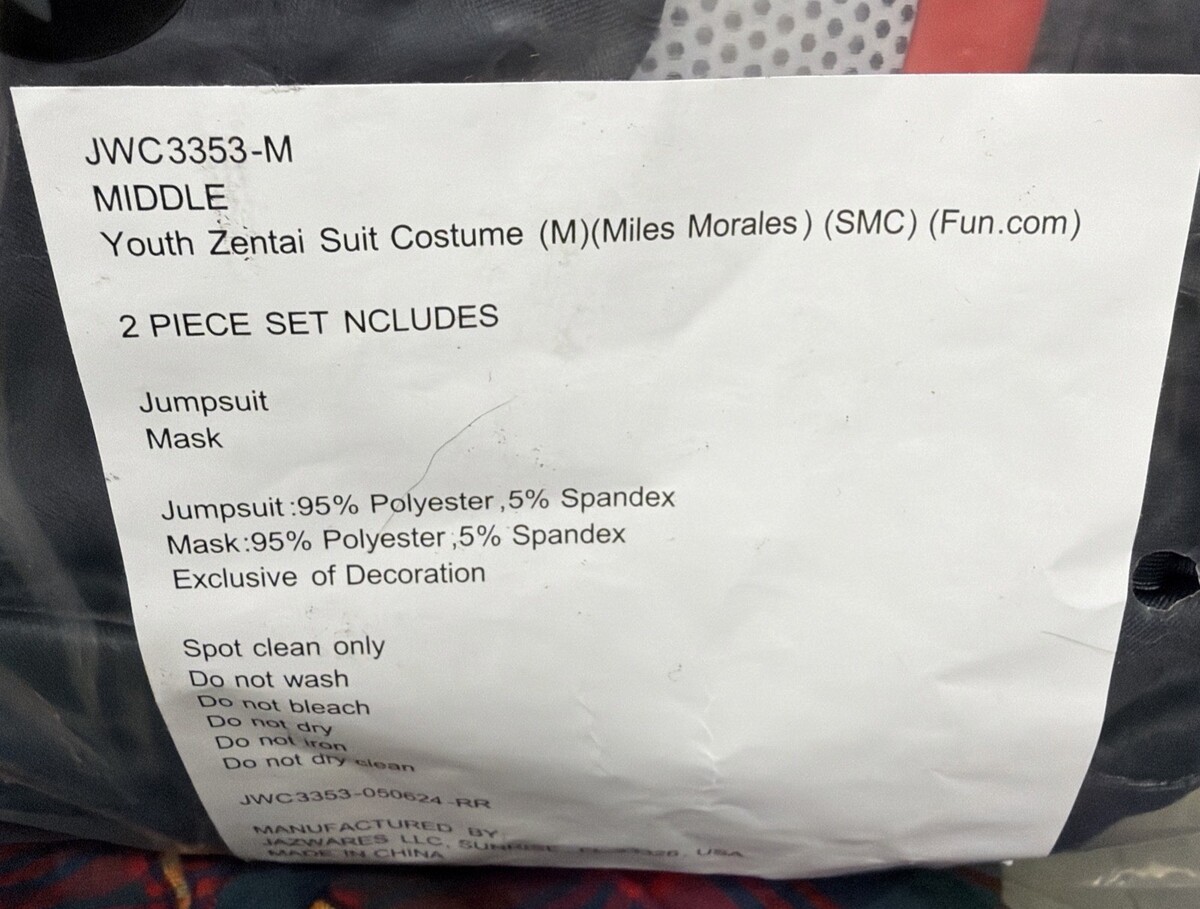 JWC3353-M
MIDDLE
Youth Zentai Suit Costume (M)(Miles Morales) (SMC) (Fun.com)
2 PIECE SET NCLUDES
Jumpsuit
Mask
Jumpsuit:95% Polyester,5% Spandex
Mask:95% Polyester,5% Spandex
Exclusive of Decoration
Spot clean only
Do not wash
Do not bleach
Do not dry
Do not iron
Do not dry clean
JWC3353-050624-RR
MANUFACTURED BY
JAZWARES LLC, SUNRISE, USA
MADE IN CHINA